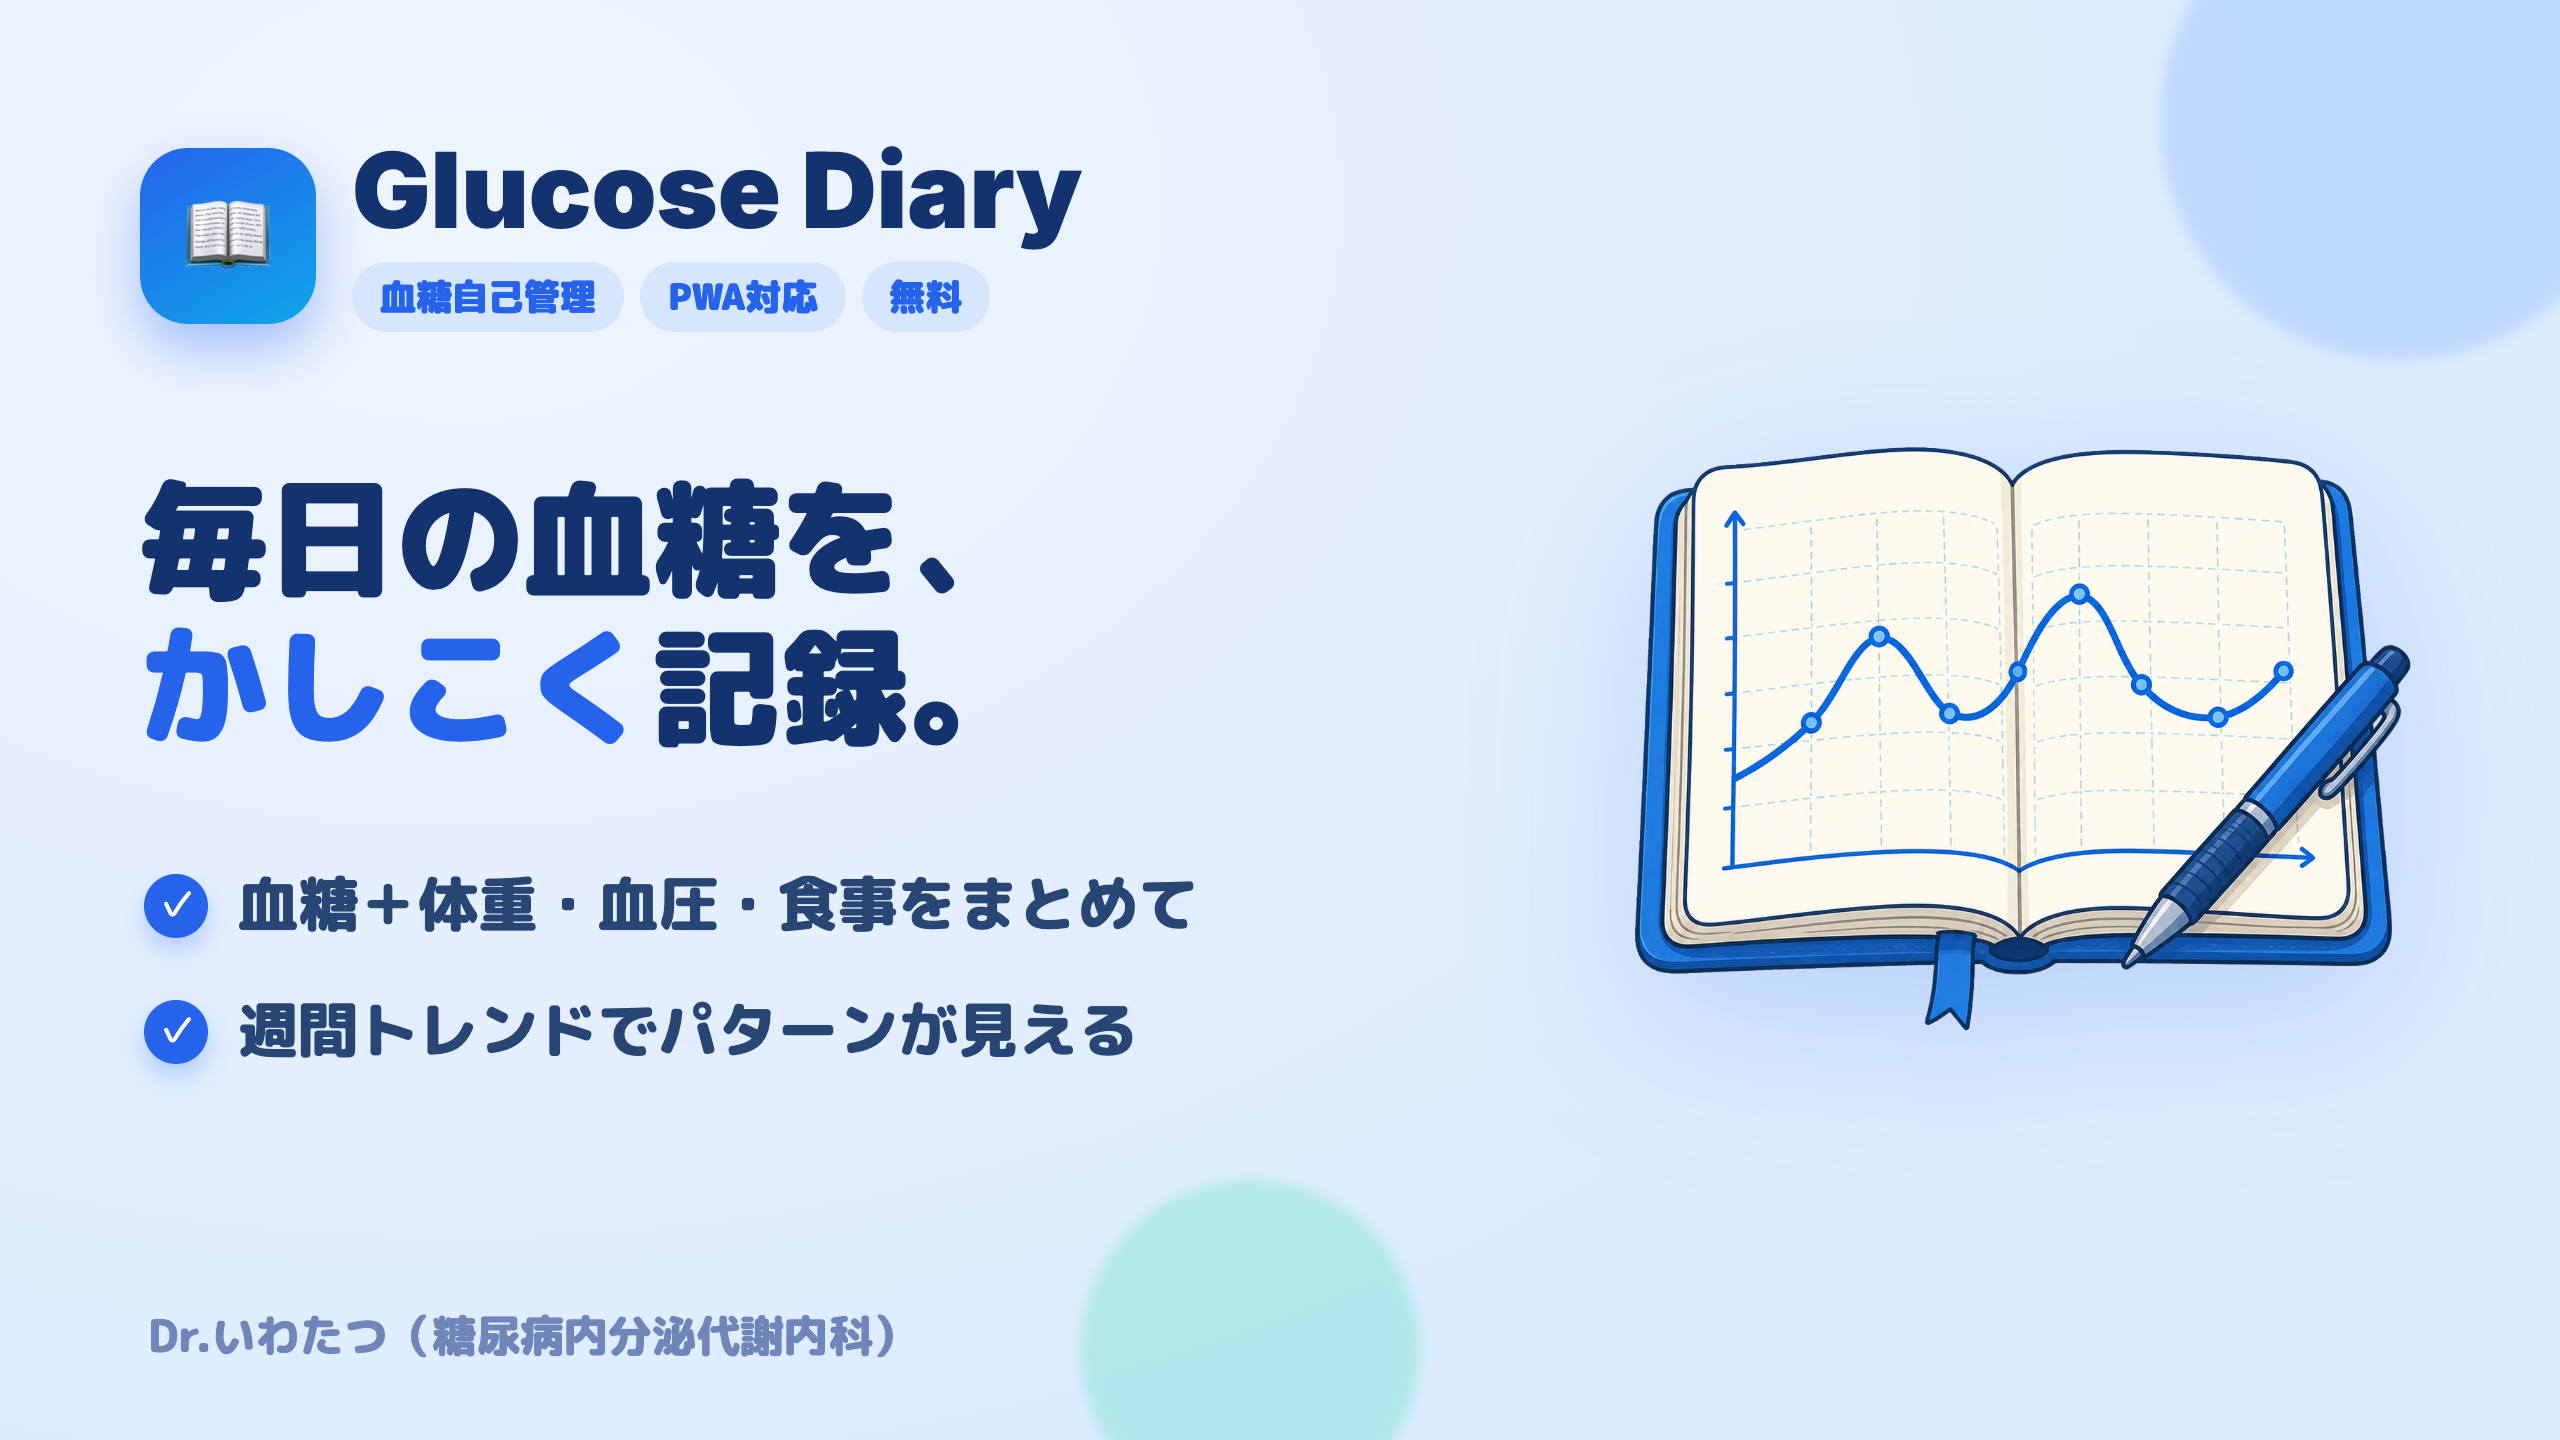 Glucose Diary
血糖自己管理 PWA対応 無料
毎日の血糖を、
かしこく記録。
血糖＋体重・血圧・食事をまとめて
週間トレンドでパターンが見える
Dr.いわたつ（糖尿病内分泌代謝内科）